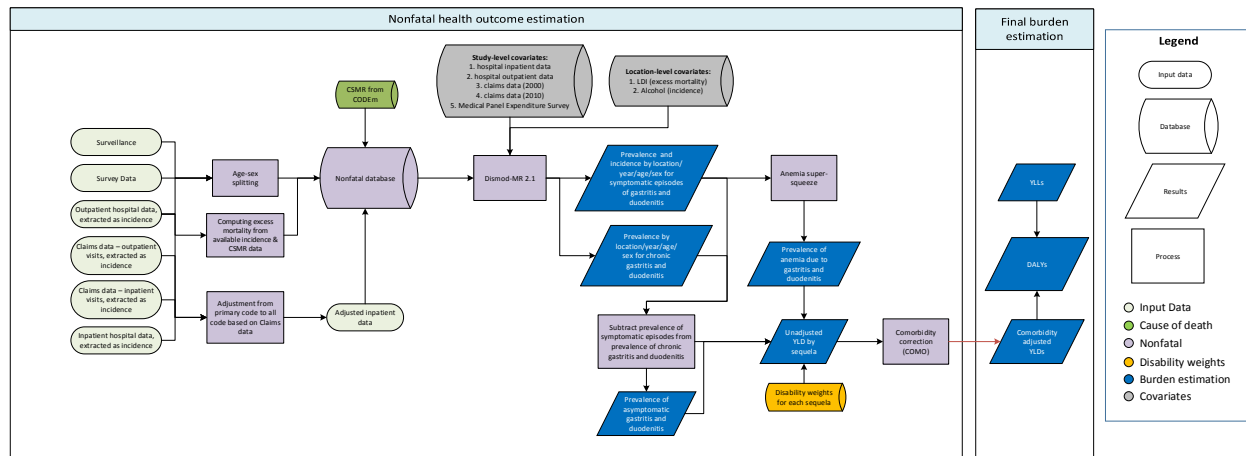 Nonfatal health outcome estimation
Final burden
estimation
Legend
Input data
Database
Results
Process
Input Data
Cause of death
Nonfatal
Disability weights
Burden estimation
Covariates
Study-level covariates:
1. hospital inpatient data
2. hospital outpatient data
3. claims data (2000)
4. claims data (2010)
5. Medical Panel Expenditure Survey
Location-level covariates:
1. LDI (excess mortality)
2. Alcohol (incidence)
CSMR from
CODEm
Surveillance
Survey Data
Outpatient hospital data,
extracted as incidence
Claims data – outpatient
visits, extracted as
incidence
Claims data – inpatient
visits, extracted as
incidence
Inpatient hospital data,
extracted as incidence
Age-sex
splitting
Computing excess
mortality from
available incidence &
CSMR data
Adjustment from
primary code to all
code based on Claims
data
Adjusted inpatient
data
Nonfatal database
Dismod-MR 2.1
Prevalence and
incidence by location/
year/age/sex for
symptomatic episodes
of gastritis and
duodenitis
Prevalence by
location/year/age/
sex for chronic
gastritis and
duodenitis
Subtract prevalence of
symptomatic episodes from
prevalence of chronic
gastritis and duodenitis
Prevalence of
asymptomatic
gastritis and
duodenitis
Anemia super-
squeeze
Prevalence of
anemia due to
gastritis and
duodenitis
Unadjusted
YLD by
sequela
Disability weights
for each sequela
Comorbidity
correction
(COMO)
YLLs
DALYs
Comorbidity
adjusted
YLDs